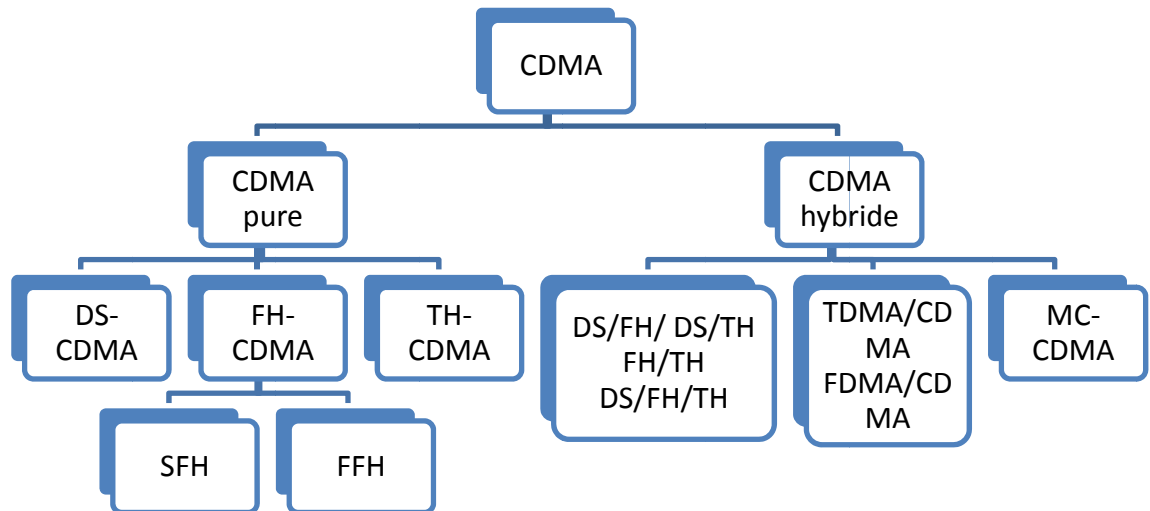 CDMA
CDMA
pure
CDMA
hybride
DS-
CDMA
FH-
CDMA
TH-
CDMA
DS/FH/ DS/TH
FH/TH
DS/FH/TH
TDMA/CD
MA
FDMA/CD
MA
MC-
CDMA
SFH
FFH